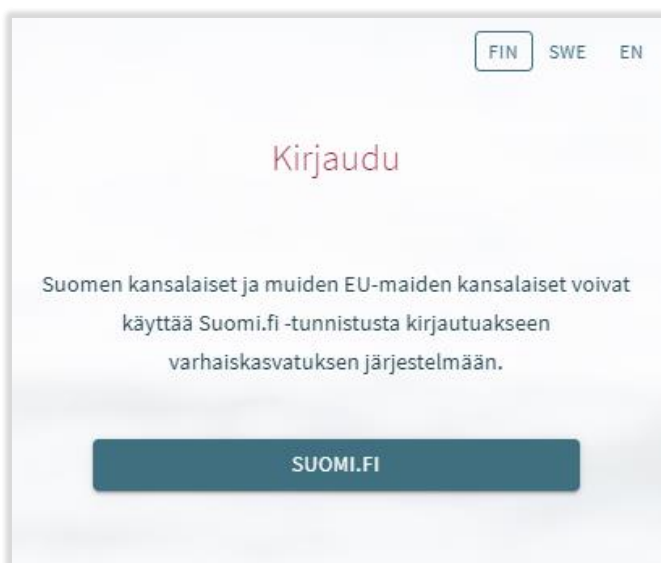 FIN SWE EN
Kirjaudu
Suomen kansalaiset ja muiden EU-maiden kansalaiset voivat
käyttää Suomi.fi -tunnistusta kirjautuakseen
varhaiskasvatuksen järjestelmään.
SUOMI.FI